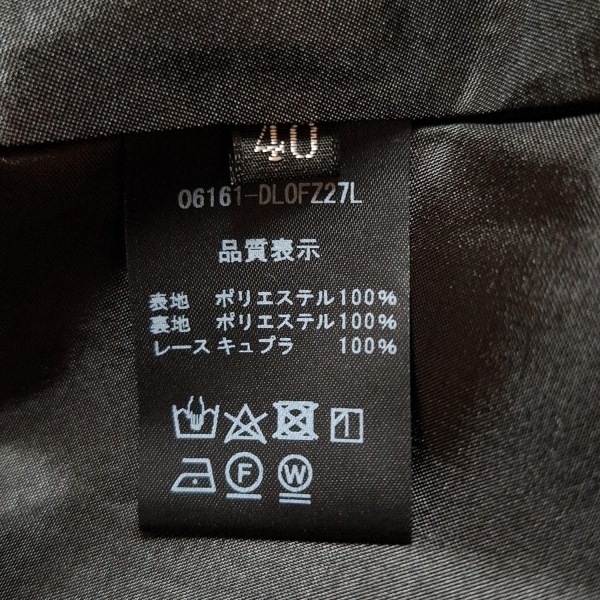 40
06161-DL0FZ27L
品質表示
表地 ポリエステル100%
裏地 ポリエステル100%
レース キュプラ 100%
F W